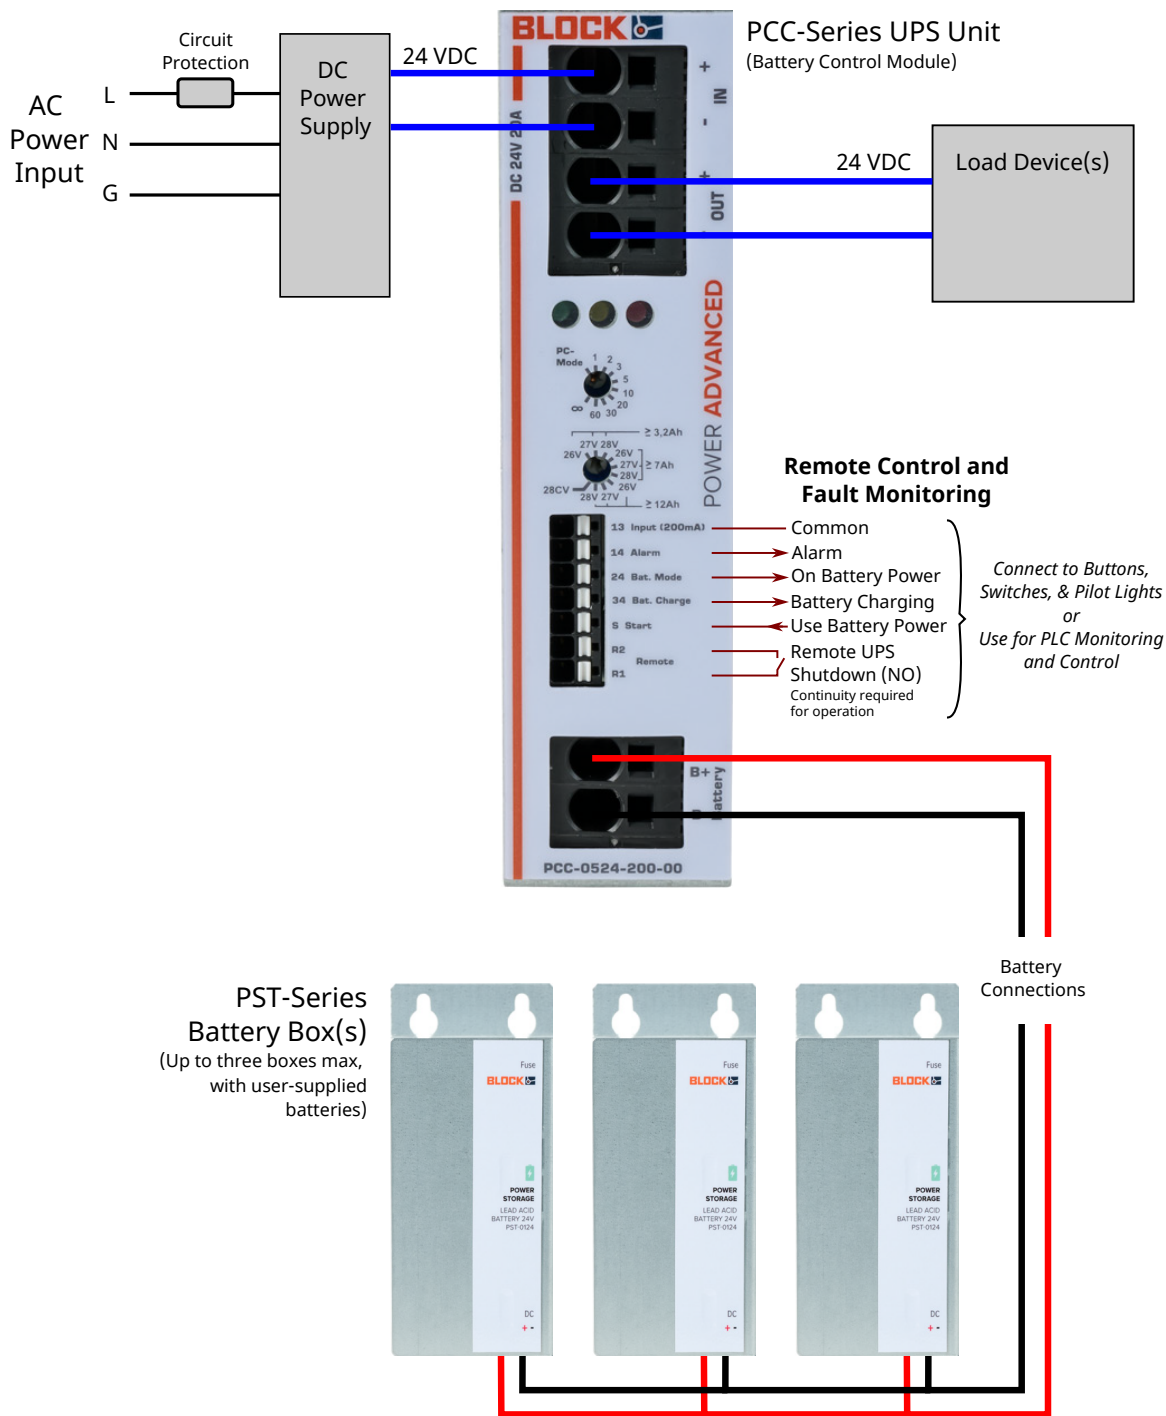 BLOCK
PCC-Series UPS Unit
(Battery Control Module)
Circuit
Protection
AC
Power
Input
L
N
G
DC
Power
Supply
24 VDC
+
IN
-
DC 24V 20A
+
OUT
24 VDC
Load Device(s)
POWER ADVANCED
PC-
Mode
1
2
3
5
10
20
30
60
∞
≥ 3,2Ah
27V 28V
26V
26V
27V
≥ 7Ah
28V
26V
28CV
28V 27V
≥ 12Ah
Remote Control and
Fault Monitoring
13 Input (200mA)
Common
14 Alarm
Alarm
24 Bat. Mode
On Battery Power
34 Bat. Charge
Battery Charging
S Start
Use Battery Power
R2
Remote
R1
Remote UPS
Shutdown (NO)
Continuity required
for operation
Connect to Buttons,
Switches, & Pilot Lights
or
Use for PLC Monitoring
and Control
B+
Battery
PCC-0524-200-00
Battery
Connections
PST-Series
Battery Box(s)
(Up to three boxes max,
with user-supplied
batteries)
Fuse
BLOCK
POWER
STORAGE
LEAD ACID
BATTERY 24V
PST-0124
DC
+ -
Fuse
BLOCK
POWER
STORAGE
LEAD ACID
BATTERY 24V
PST-0124
DC
+ -
Fuse
BLOCK
POWER
STORAGE
LEAD ACID
BATTERY 24V
PST-0124
DC
+ -